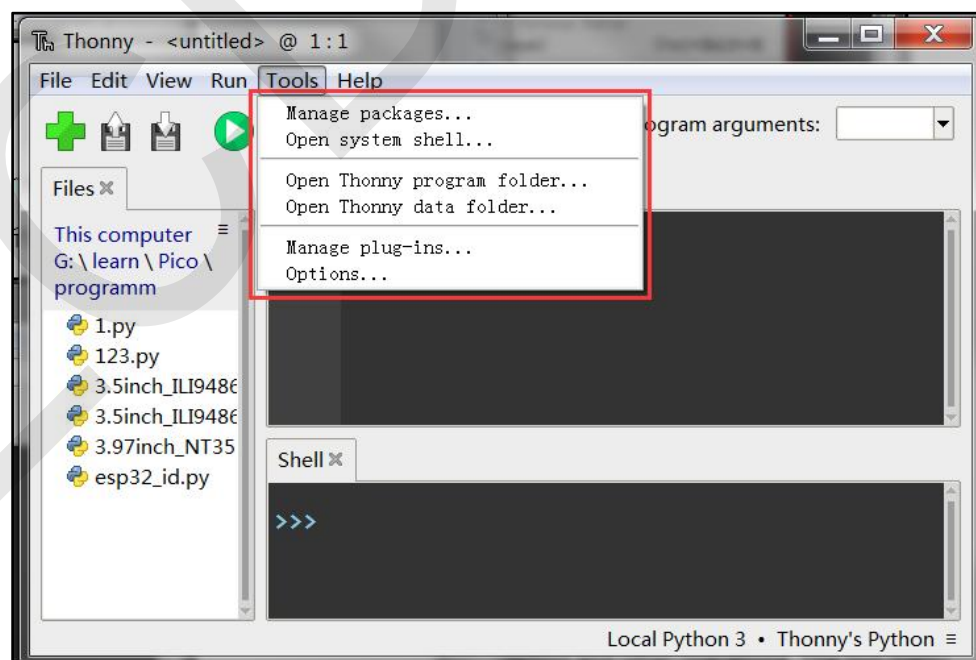 Thonny - <untitled> @ 1:1
File Edit View Run Tools Help
Manage packages...
Open system shell...
Open Thonny program folder...
Open Thonny data folder...
Manage plug-ins...
Options...
ogram arguments:
Files
This computer
G: \ learn \ Pico \
programm
1.py
123.py
3.5inch_ILI9486
3.5inch_ILI9486
3.97inch_NT35
esp32_id.py
Shell
>>>
Local Python 3 • Thonny's Python